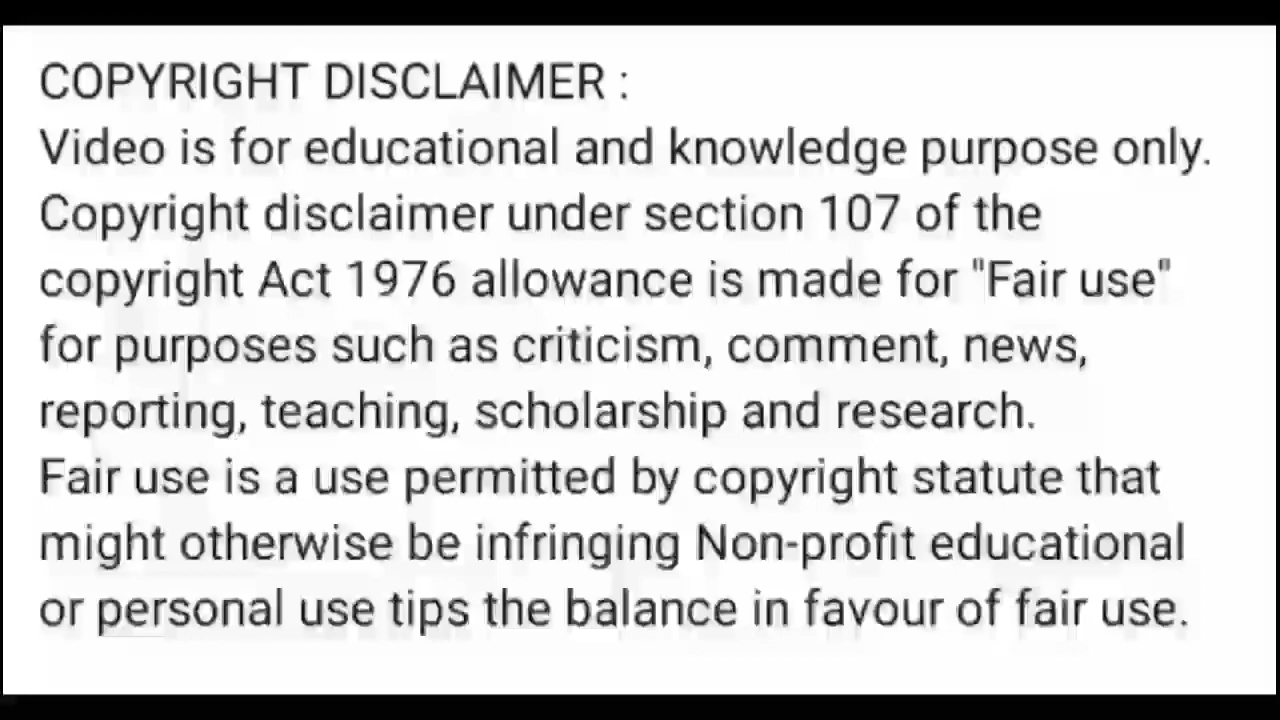 COPYRIGHT DISCLAIMER :
Video is for educational and knowledge purpose only.
Copyright disclaimer under section 107 of the
copyright Act 1976 allowance is made for "Fair use"
for purposes such as criticism, comment, news,
reporting, teaching, scholarship and research.
Fair use is a use permitted by copyright statute that
might otherwise be infringing Non-profit educational
or personal use tips the balance in favour of fair use.